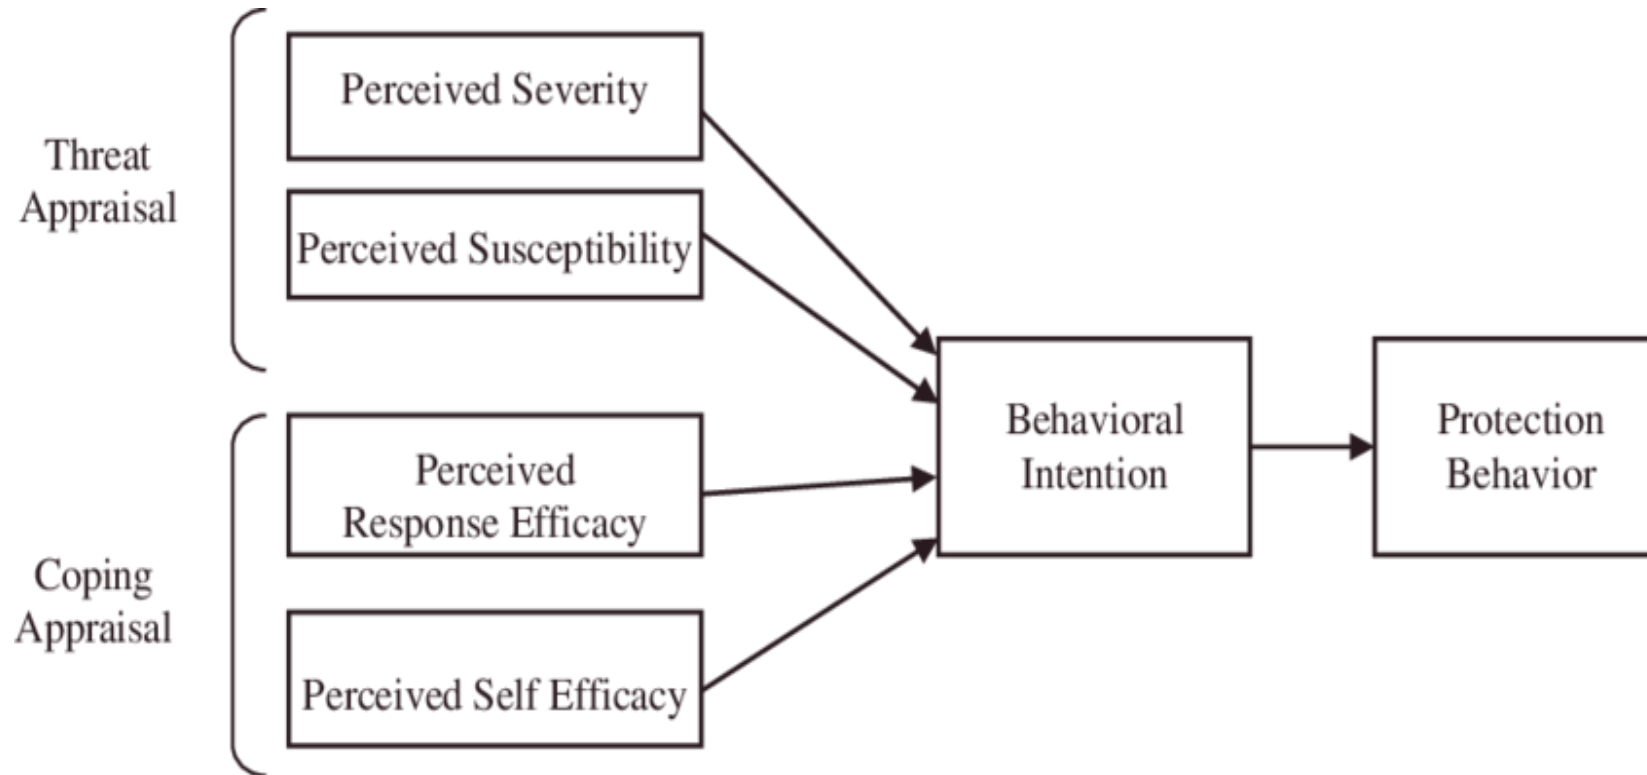 Threat
Appraisal
Perceived Severity
Perceived Susceptibility
Coping
Appraisal
Perceived
Response Efficacy
Perceived Self Efficacy
Behavioral
Intention
Protection
Behavior